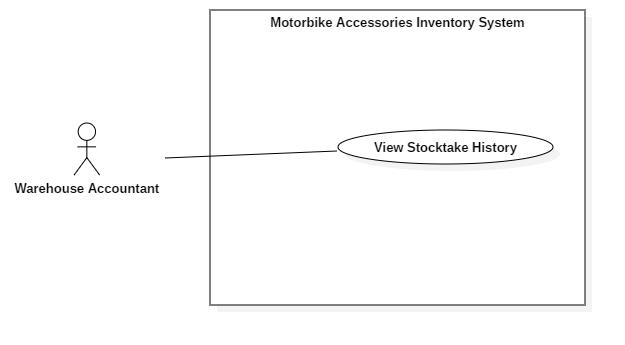 Motorbike Accessories Inventory System
View Stocktake History
Warehouse Accountant